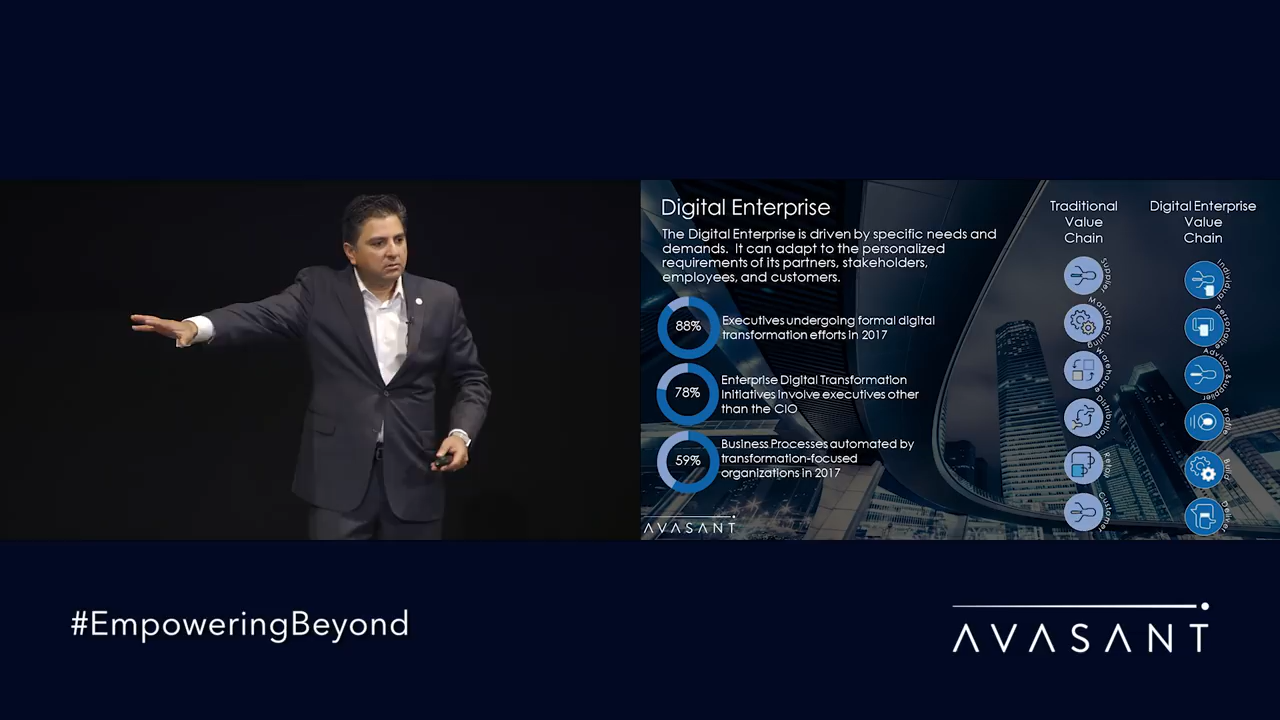 Digital Enterprise
The Digital Enterprise is driven by specific needs and
demands. It can adapt to the personalized
requirements of its partners, stakeholders,
employees, and customers.
88%
Executives undergoing formal digital
transformation efforts in 2017
78%
Enterprise Digital Transformation
Initiatives involve executives other
than the CIO
59%
Business Processes automated by
transformation-focused
organizations in 2017
AVASANT
Traditional
Value
Chain
Supplier
Manufacturing
Warehouse
Distribution
Retail
Customer
Digital Enterprise
Value
Chain
Individual
Personalize
Advisors & Supplier
Profile
Build
Deliver
#EmpoweringBeyond
AVASANT